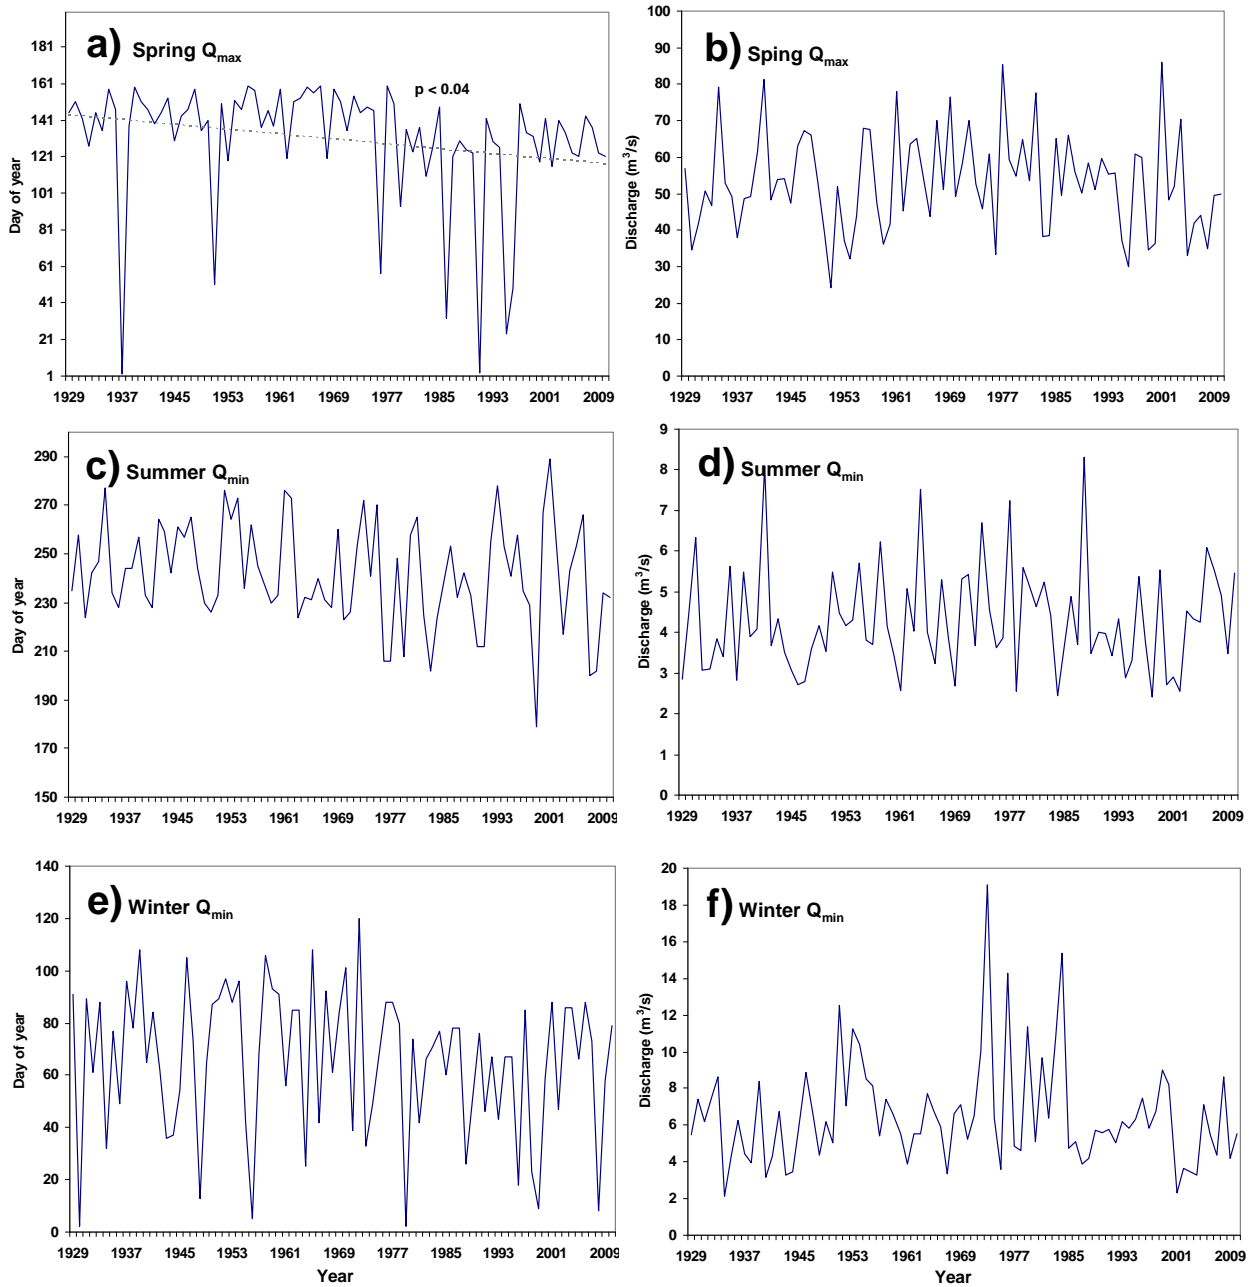 a) Spring Qmax
p < 0.04
Day of year
181
161
141
121
101
81
61
41
21
1
1929 1937 1945 1953 1961 1969 1977 1985 1993 2001 2009
b) Sping Qmax
Discharge (m³/s)
100
90
80
70
60
50
40
30
20
10
0
1929 1937 1945 1953 1961 1969 1977 1985 1993 2001 2009
c) Summer Qmin
Day of year
290
270
250
230
210
190
170
150
1929 1937 1945 1953 1961 1969 1977 1985 1993 2001 2009
d) Summer Qmin
Discharge (m³/s)
9
8
7
6
5
4
3
2
1
0
1929 1937 1945 1953 1961 1969 1977 1985 1993 2001 2009
e) Winter Qmin
Day of year
140
120
100
80
60
40
20
0
1929 1937 1945 1953 1961 1969 1977 1985 1993 2001 2009
Year
f) Winter Qmin
Discharge (m³/s)
20
18
16
14
12
10
8
6
4
2
0
1929 1937 1945 1953 1961 1969 1977 1985 1993 2001 2009
Year